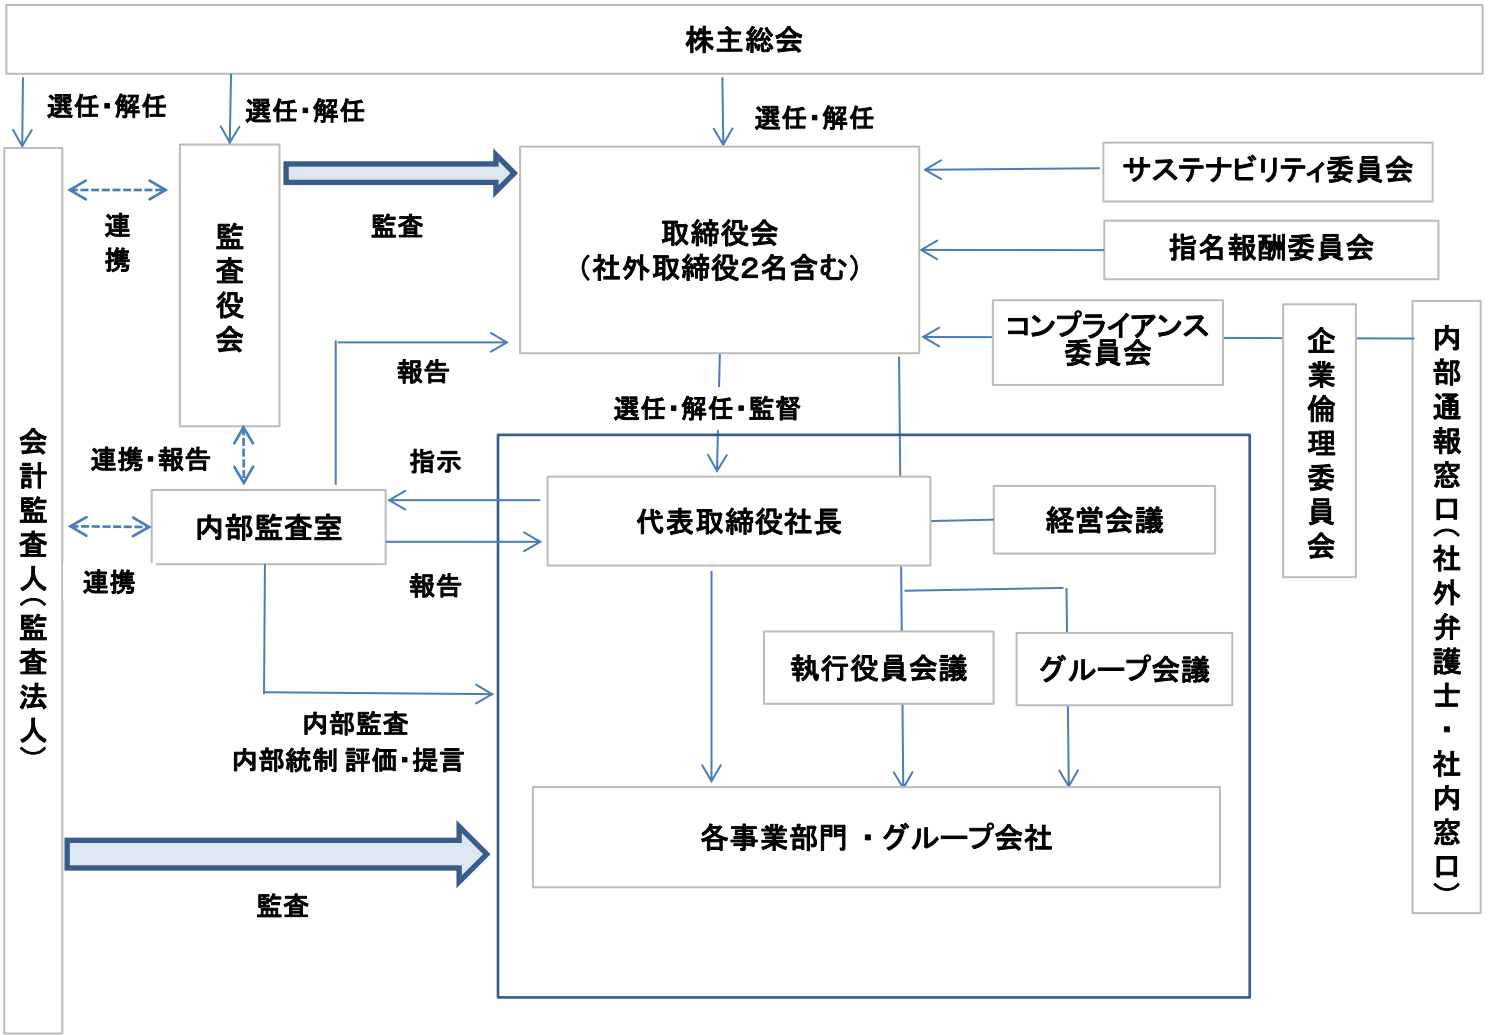 株主総会
選任・解任
選任・解任
選任・解任
サステナビリティ委員会
連携
監査
監査役会
取締役会
（社外取締役２名含む）
指名報酬委員会
コンプライアンス
委員会
企業倫理委員会
内部通報窓口（社外弁護士・社内窓口）
報告
選任・解任・監督
会計監査人（監査法人）
連携・報告
指示
内部監査室
代表取締役社長
経営会議
連携
報告
執行役員会議
グループ会議
内部監査
内部統制 評価・提言
各事業部門 ・グループ会社
監査